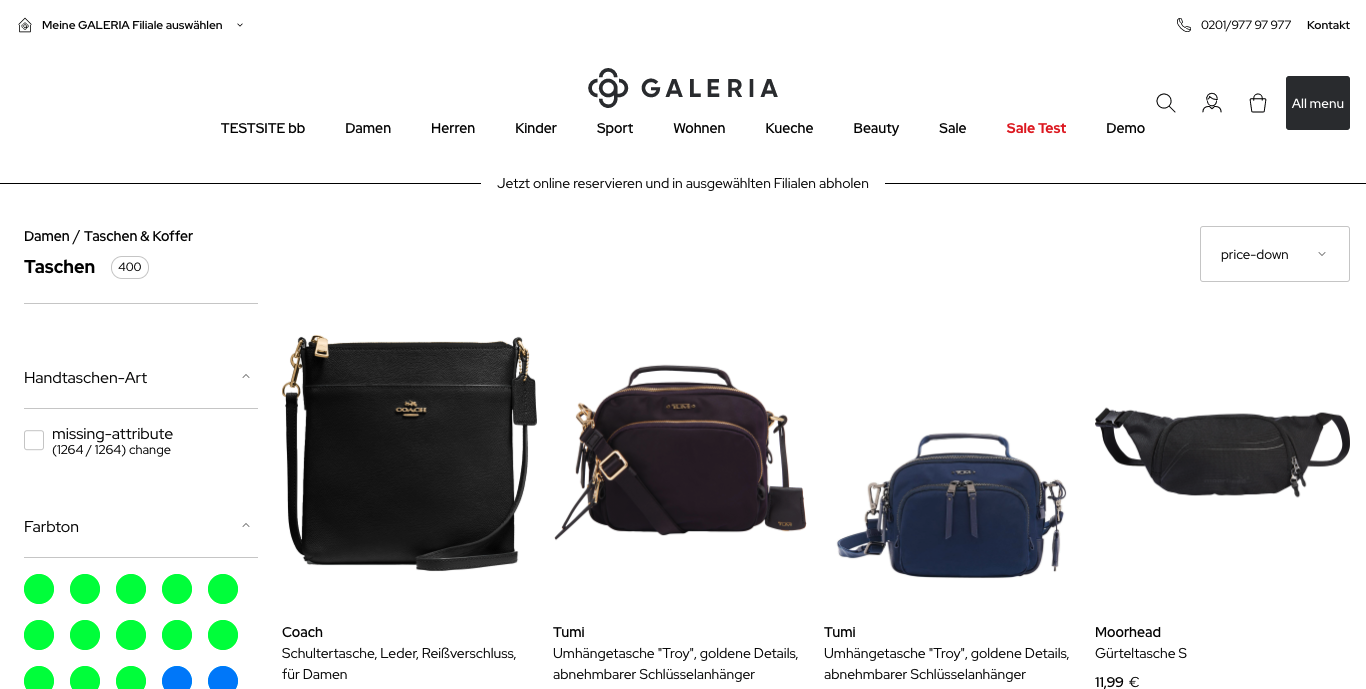 Meine GALERIA Filiale auswählen
0201/977 97 977 Kontakt
GALERIA
All menu
TESTSITE bb Damen Herren Kinder Sport Wohnen Kueche Beauty Sale Sale Test Demo
Jetzt online reservieren und in ausgewählten Filialen abholen
Damen / Taschen & Koffer
Taschen 400
price-down
Handtaschen-Art
missing-attribute
(1264 / 1264) change
Farbton
COACH
TUMI
TUMI
TUMI
Coach
Schultertasche, Leder, Reißverschluss,
für Damen
Tumi
Umhängetasche "Troy", goldene Details,
abnehmbarer Schlüsselanhänger
Tumi
Umhängetasche "Troy", goldene Details,
abnehmbarer Schlüsselanhänger
Moorhead
Gürteltasche S
11,99 €